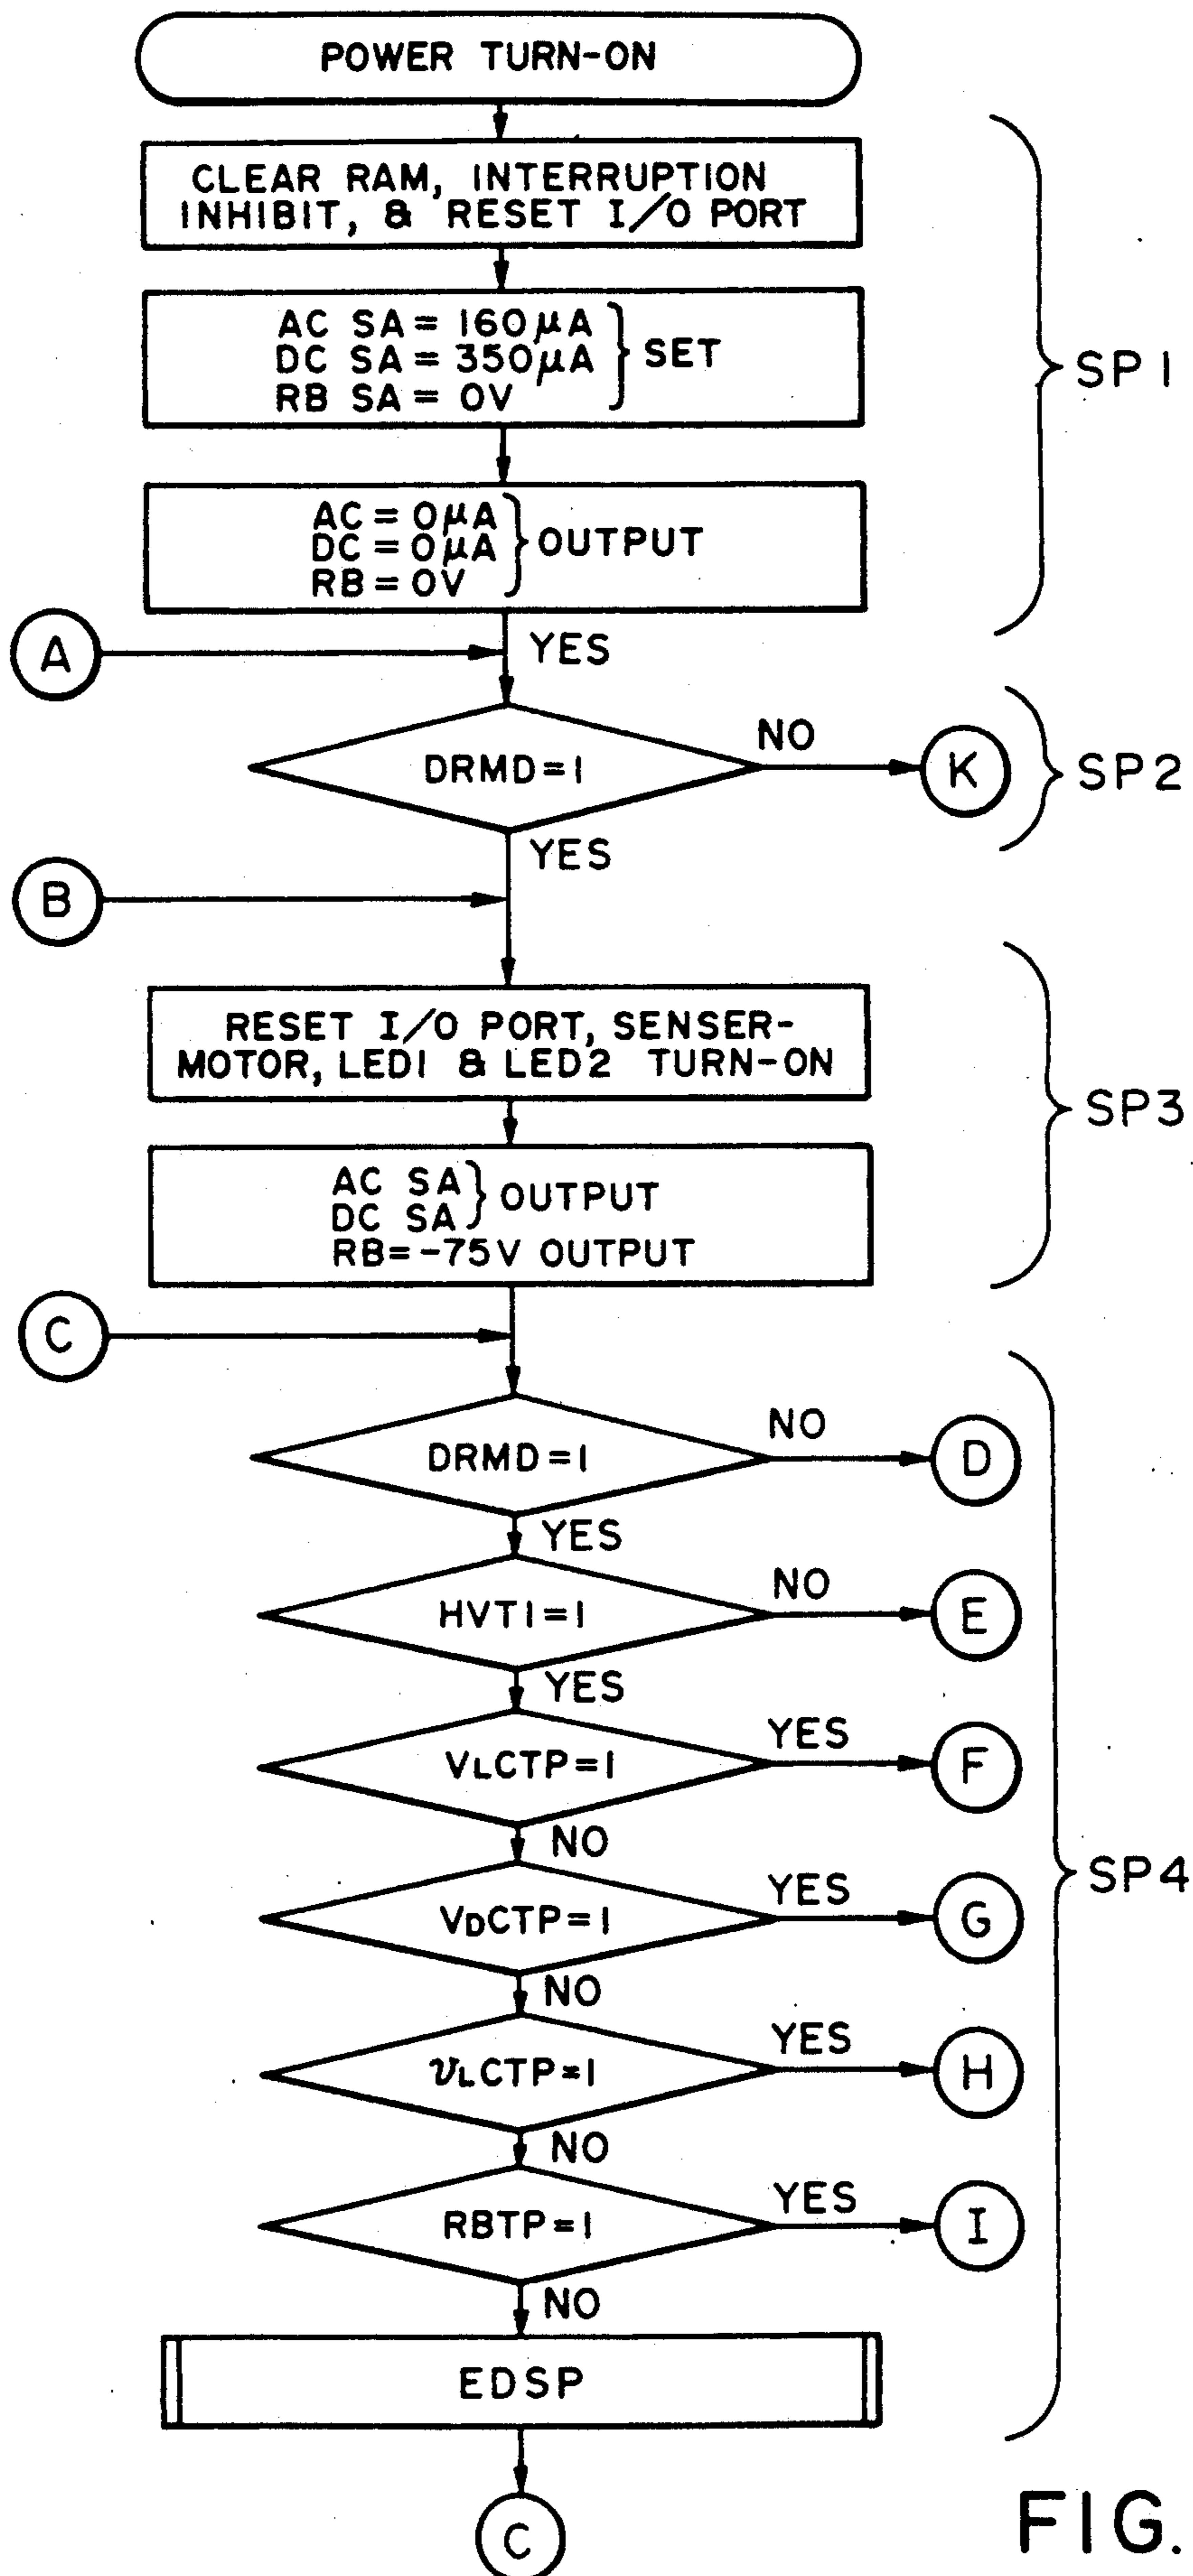 POWER TURN-ON
CLEAR RAM, INTERRUPTION
INHIBIT, & RESET I/O PORT
AC SA = 160μA
DC SA = 350μA
RB SA = 0V
SET
SP1
AC = 0μA
DC = 0μA
RB = 0V
OUTPUT
A
YES
DRMD=1
NO
K
SP2
YES
B
RESET I/O PORT, SENSER-
MOTOR, LED1 & LED2 TURN-ON
SP3
AC SA
DC SA
OUTPUT
RB=-75V OUTPUT
C
DRMD=1
NO
D
YES
HVT1=1
NO
E
YES
VLCTP=1
YES
F
NO
SP4
VDCTP=1
YES
G
NO
υLCTP=1
YES
H
NO
RBTP=1
YES
I
NO
EDSP
C
FIG.